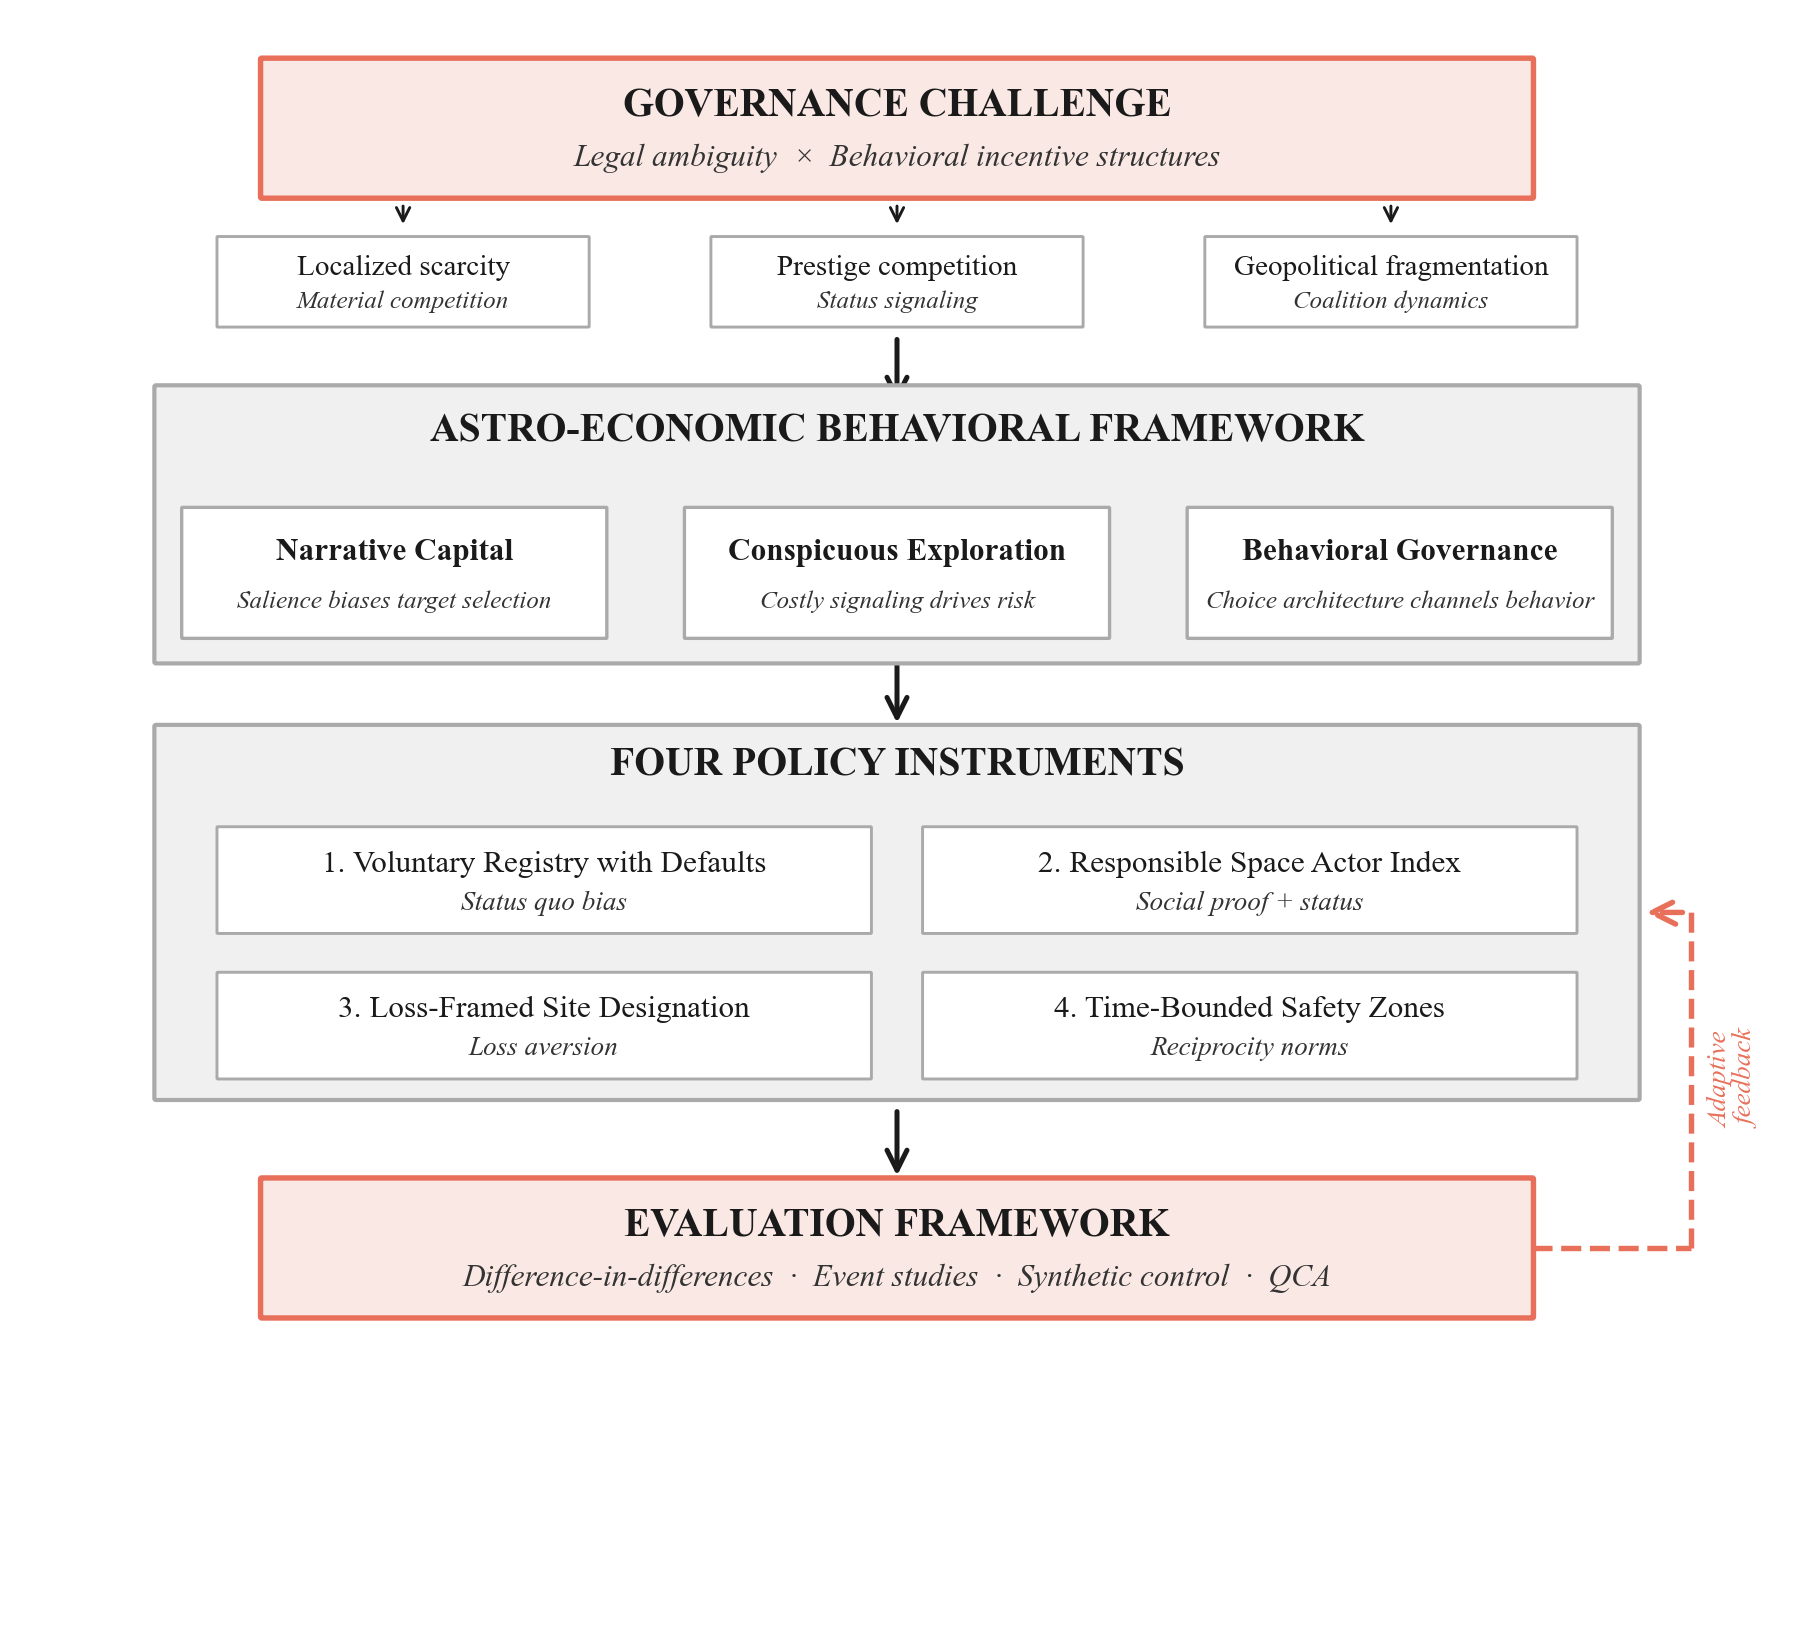 GOVERNANCE CHALLENGE
Legal ambiguity × Behavioral incentive structures
Localized scarcity
Material competition
Prestige competition
Status signaling
Geopolitical fragmentation
Coalition dynamics
ASTRO-ECONOMIC BEHAVIORAL FRAMEWORK
Narrative Capital
Salience biases target selection
Conspicuous Exploration
Costly signaling drives risk
Behavioral Governance
Choice architecture channels behavior
FOUR POLICY INSTRUMENTS
1. Voluntary Registry with Defaults
Status quo bias
2. Responsible Space Actor Index
Social proof + status
3. Loss-Framed Site Designation
Loss aversion
4. Time-Bounded Safety Zones
Reciprocity norms
Adaptive
feedback
EVALUATION FRAMEWORK
Difference-in-differences · Event studies · Synthetic control · QCA